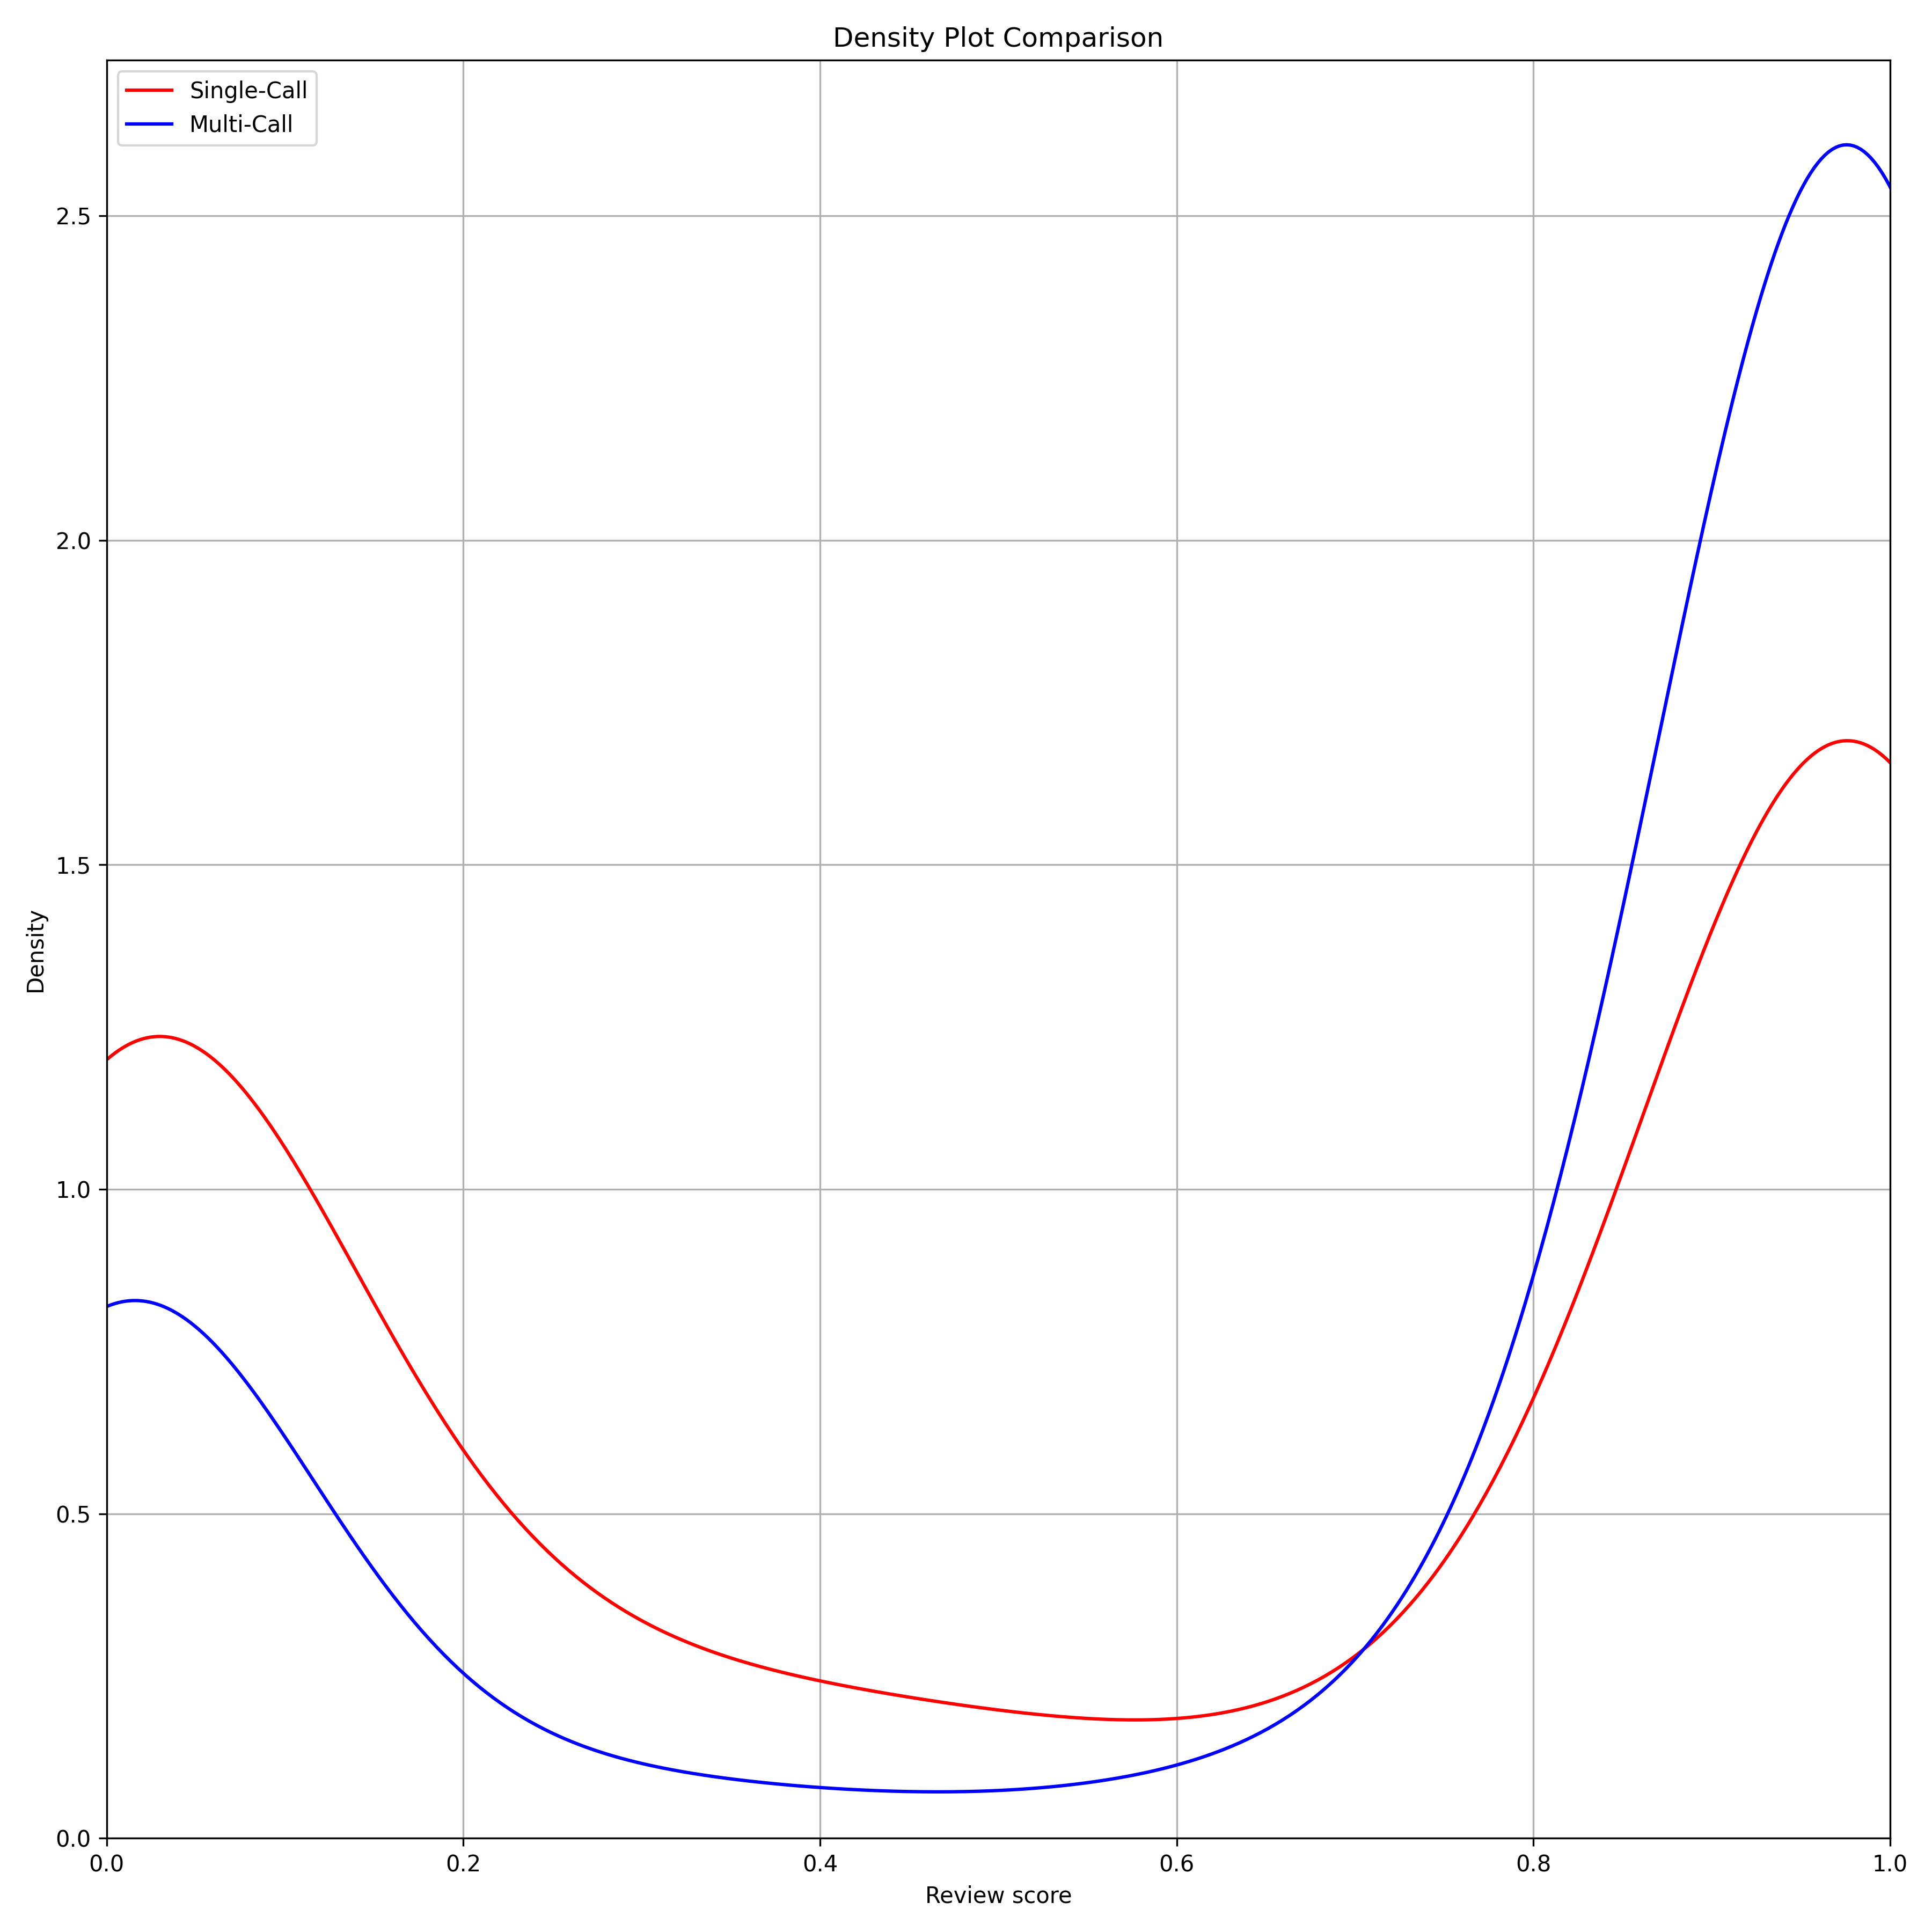 Density Plot Comparison
Single-Call
Multi-Call
2.5
2.0
1.5
1.0
0.5
0.0
Density
0.0 0.2 0.4 0.6 0.8 1.0
Review score